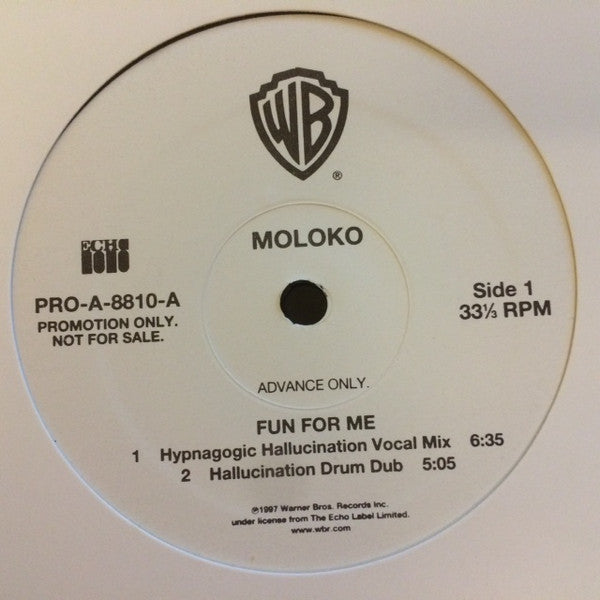 WB
®
MOLOKO
ECHO
PRO-A-8810-A
PROMOTION ONLY.
NOT FOR SALE.
Side 1
33⅓ RPM
ADVANCE ONLY.
FUN FOR ME
1 Hypnagogic Hallucination Vocal Mix 6:35
2 Hallucination Drum Dub 5:05
℗1997 Warner Bros. Records Inc.
under license from The Echo Label Limited.
www.wbr.com